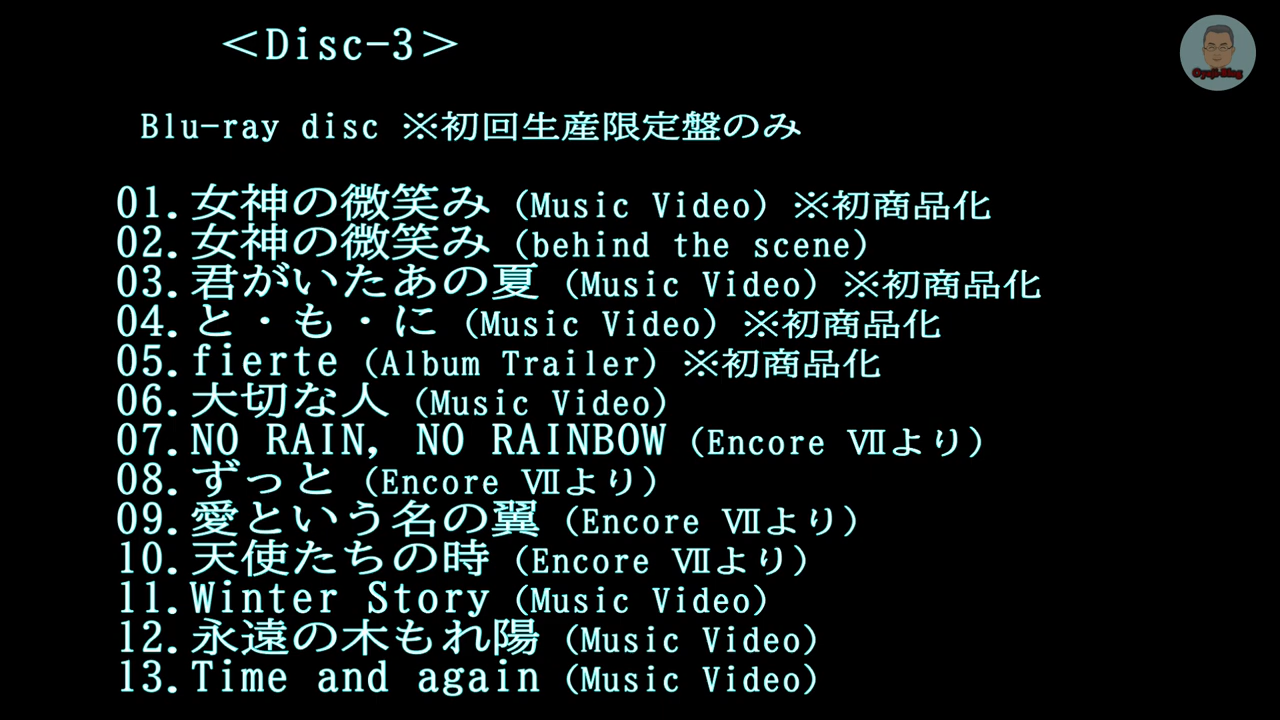 ＜Disc-3＞
Oyaji-Blog
Blu-ray disc ※初回生産限定盤のみ
01.女神の微笑み (Music Video) ※初商品化
02.女神の微笑み (behind the scene)
03.君がいたあの夏 (Music Video) ※初商品化
04.と・も・に (Music Video) ※初商品化
05.fierte (Album Trailer) ※初商品化
06.大切な人 (Music Video)
07.NO RAIN, NO RAINBOW (Encore Ⅶより)
08.ずっと (Encore Ⅶより)
09.愛という名の翼 (Encore Ⅶより)
10.天使たちの時 (Encore Ⅶより)
11.Winter Story (Music Video)
12.永遠の木もれ陽 (Music Video)
13.Time and again (Music Video)